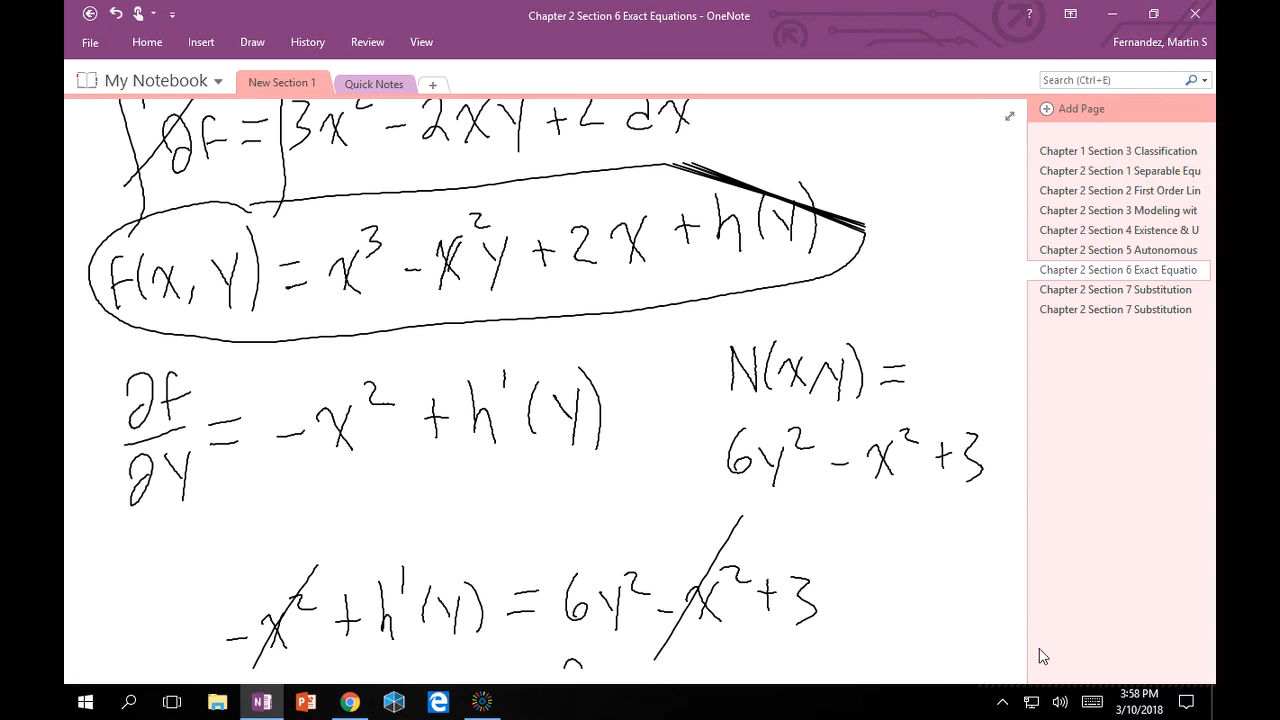 Chapter 2 Section 6 Exact Equations - OneNote
?
File Home Insert Draw History Review View
Fernandez, Martin S
My Notebook
New Section 1
Quick Notes
Search (Ctrl+E)
Add Page
Chapter 1 Section 3 Classification
Chapter 2 Section 1 Separable Equ
Chapter 2 Section 2 First Order Lin
Chapter 2 Section 3 Modeling wit
Chapter 2 Section 4 Existence & U
Chapter 2 Section 5 Autonomous
Chapter 2 Section 6 Exact Equatio
Chapter 2 Section 7 Substitution
Chapter 2 Section 7 Substitution
∂f = 3x² - 2xy + 2 dx
f(x, y) = x³ - x²y + 2x + h(y)
∂f/∂y = -x² + h'(y)
N(x,y) =
6y² - x² + 3
-x² + h'(y) = 6y² - x² + 3
3:58 PM
3/10/2018